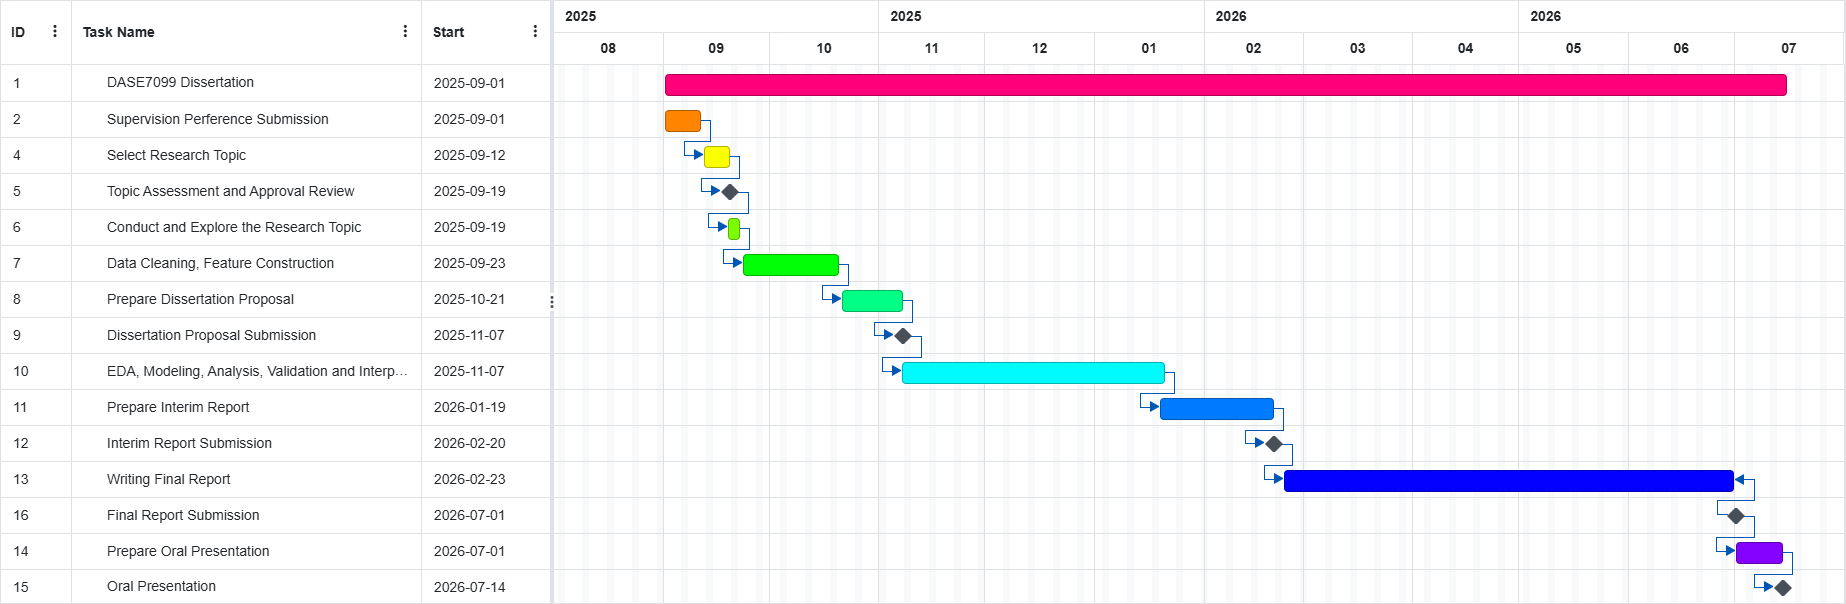 2025 2025 2026 2026
ID Task Name Start
08 09 10 11 12 01 02 03 04 05 06 07
1 DASE7099 Dissertation 2025-09-01
2 Supervision Perference Submission 2025-09-01
4 Select Research Topic 2025-09-12
5 Topic Assessment and Approval Review 2025-09-19
6 Conduct and Explore the Research Topic 2025-09-19
7 Data Cleaning, Feature Construction 2025-09-23
8 Prepare Dissertation Proposal 2025-10-21
9 Dissertation Proposal Submission 2025-11-07
10 EDA, Modeling, Analysis, Validation and Interp... 2025-11-07
11 Prepare Interim Report 2026-01-19
12 Interim Report Submission 2026-02-20
13 Writing Final Report 2026-02-23
16 Final Report Submission 2026-07-01
14 Prepare Oral Presentation 2026-07-01
15 Oral Presentation 2026-07-14